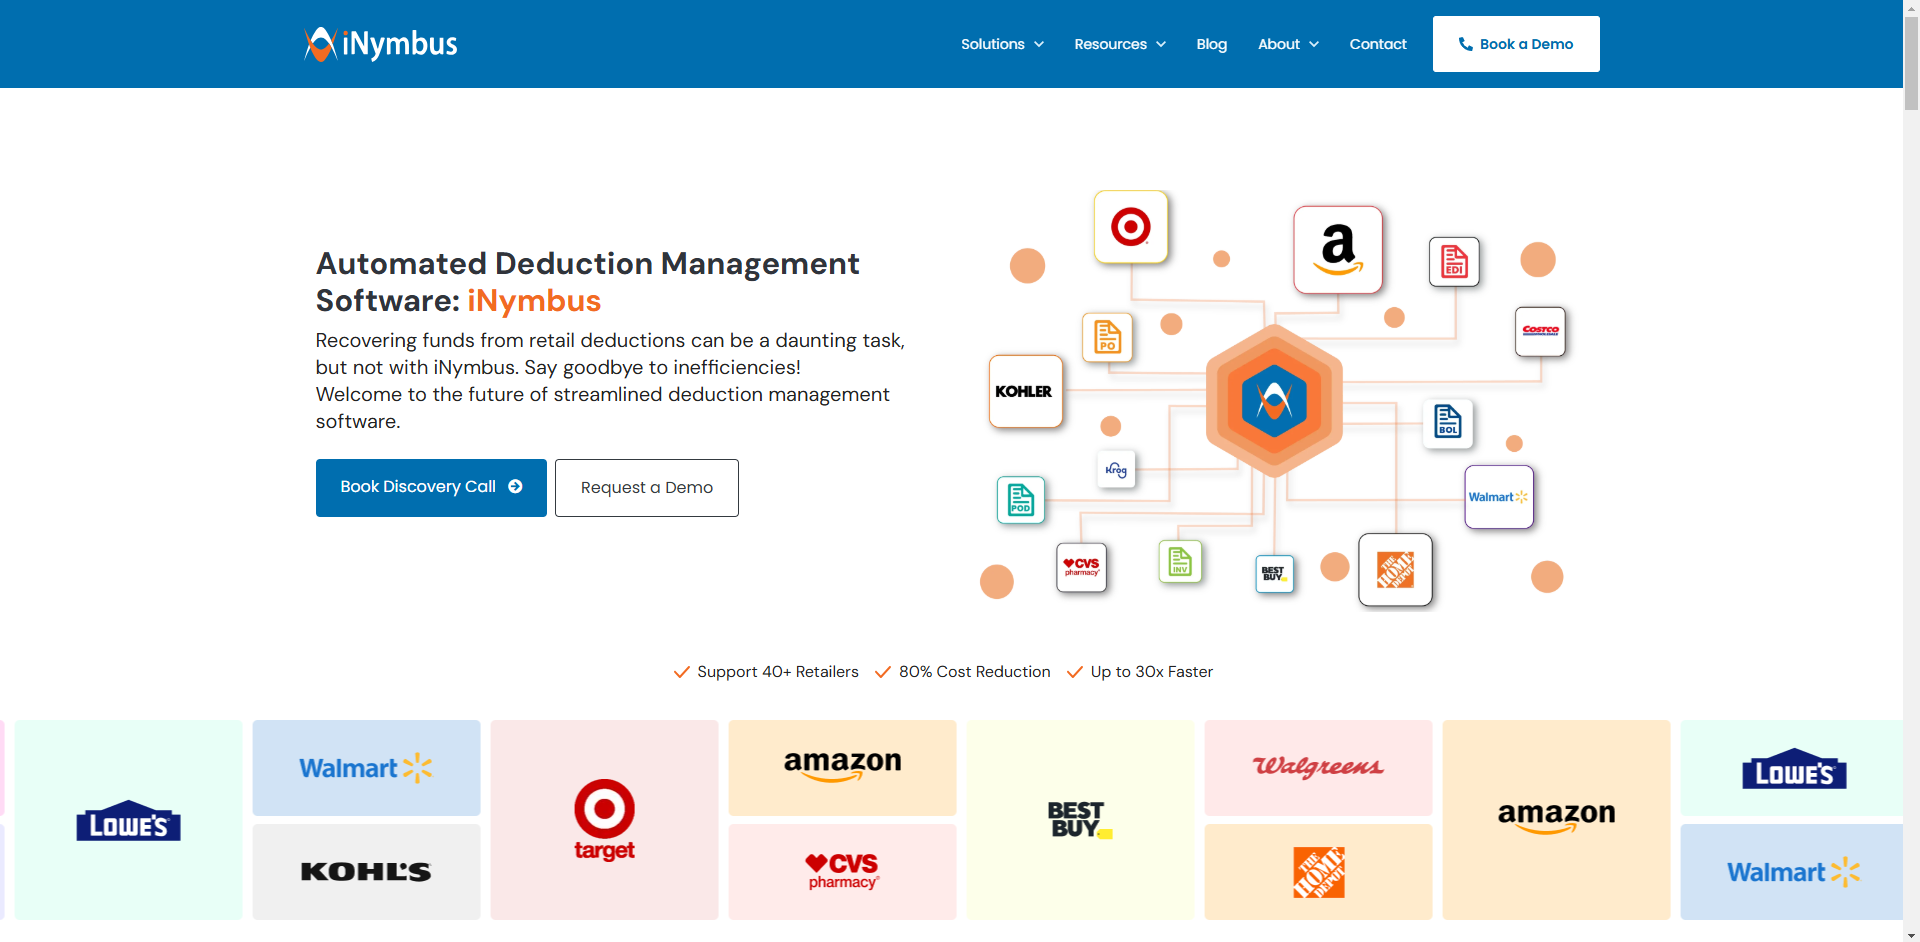 iNymbus
Solutions
Resources
Blog
About
Contact
Book a Demo
Automated Deduction Management
Software: iNymbus
Recovering funds from retail deductions can be a daunting task,
but not with iNymbus. Say goodbye to inefficiencies!
Welcome to the future of streamlined deduction management
software.
Book Discovery Call
Request a Demo
a
EDI
COSTCO
PO
KOHLER
BOL
Krog
Walmart
POD
CVS
pharmacy
INV
BEST
BUY
THE
HOME
DEPOT
Support 40+ Retailers
80% Cost Reduction
Up to 30x Faster
LOWE'S
Walmart
KOHL'S
target
amazon
CVS
pharmacy
BEST
BUY
Walgreens
THE
HOME
DEPOT
amazon
LOWE'S
Walmart